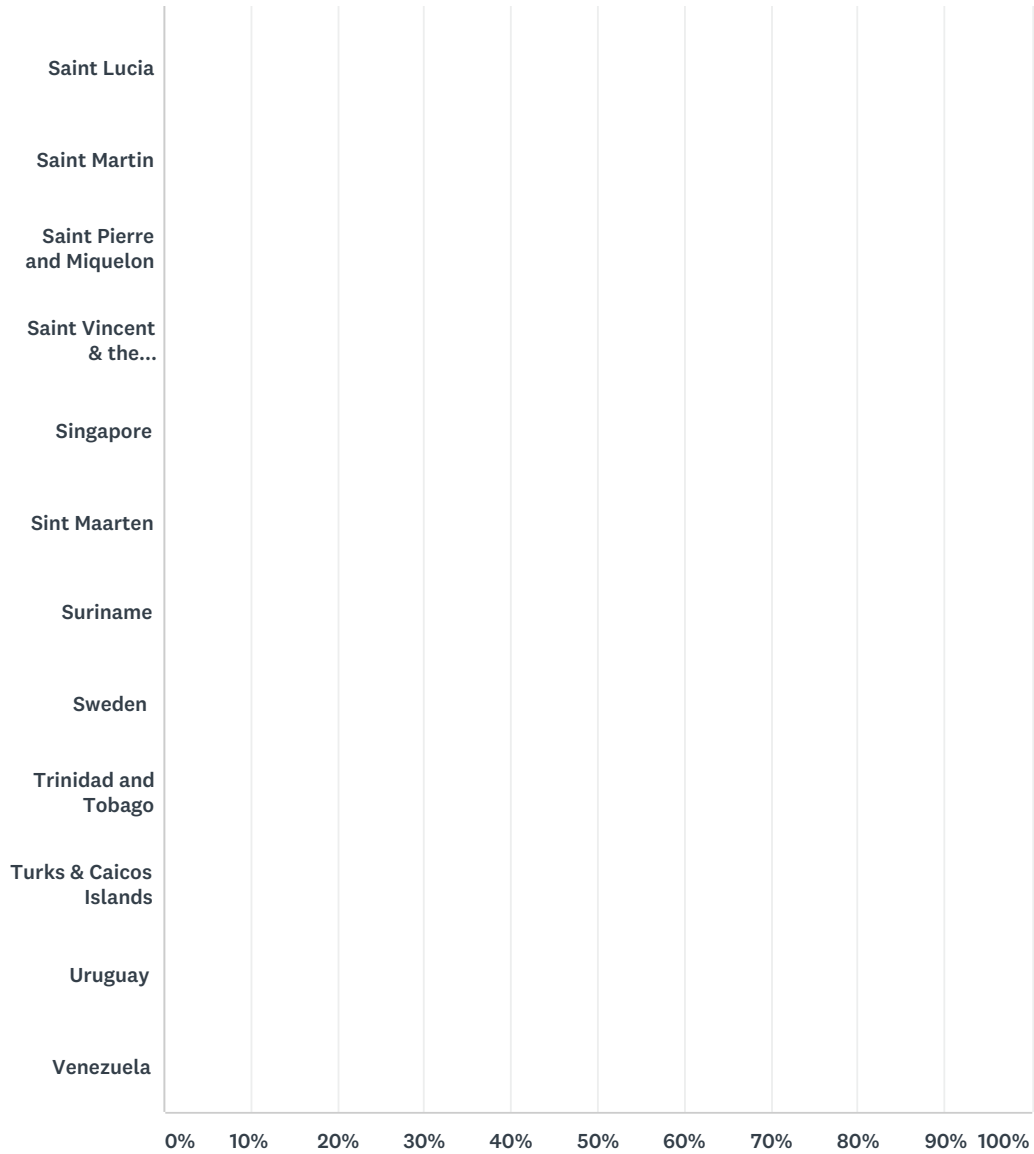 Saint Lucia
Saint Martin
Saint Pierre
and Miquelon
Saint Vincent
& the...
Singapore
Sint Maarten
Suriname
Sweden
Trinidad and
Tobago
Turks & Caicos
Islands
Uruguay
Venezuela
0% 10% 20% 30% 40% 50% 60% 70% 80% 90% 100%